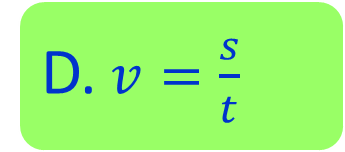 D. v = s/t